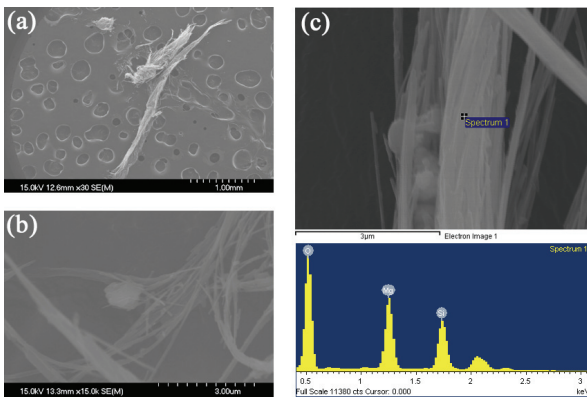 (a)
15.0kV 12.6mm x30 SE(M)
1.00mm
(b)
15.0kV 13.3mm x15.0k SE(M)
3.00um
(c)
Spectrum 1
3µm
Electron Image 1
Spectrum 1
O
Mg
Si
0.5 1 1.5 2 2.5 3
Full Scale 11380 cts Cursor: 0.000
keV